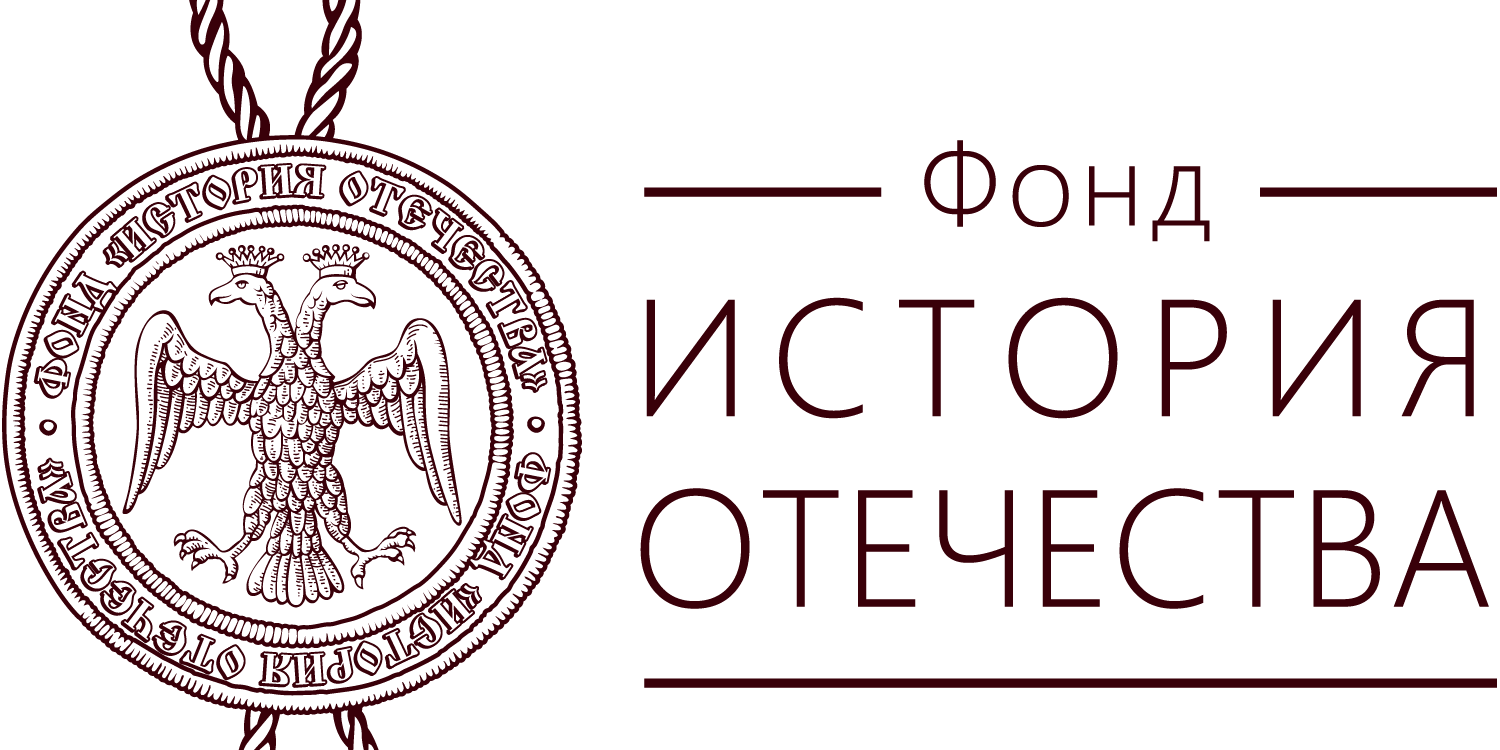 ФОНД «ИСТОРИЯ ОТЕЧЕСТВА» • ФОНД «ИСТОРИЯ ОТЕЧЕСТВА» •
Фонд
ИСТОРИЯ
ОТЕЧЕСТВА